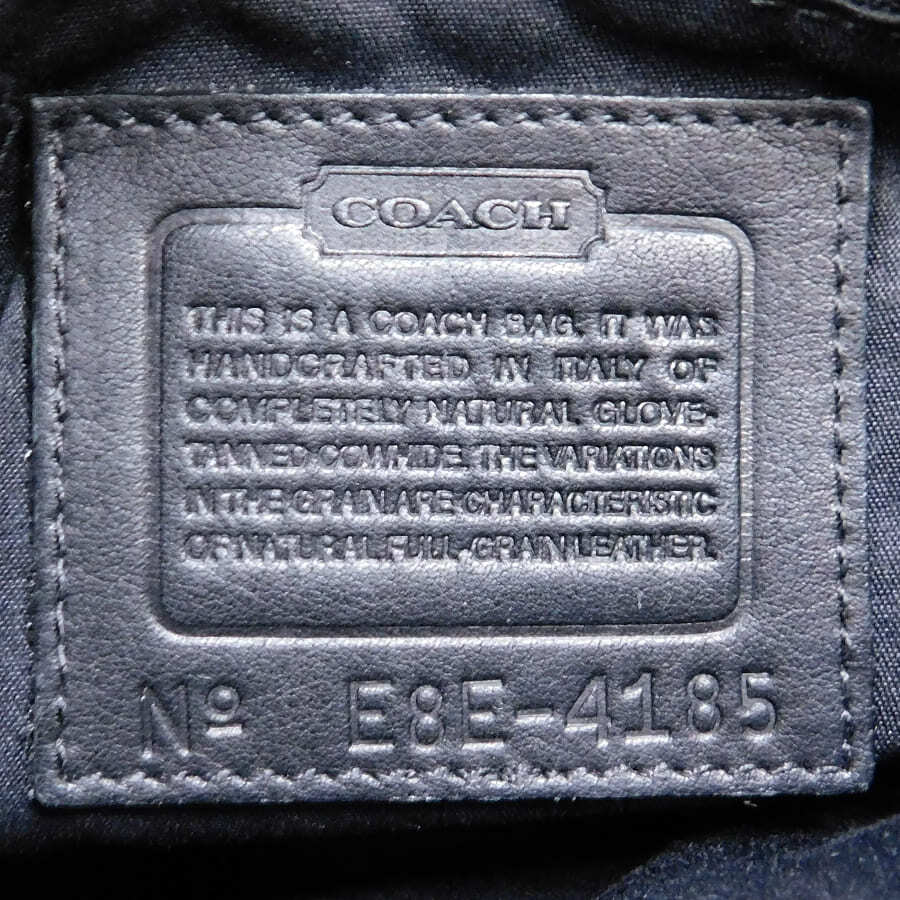 COACH
THIS IS A COACH BAG. IT WAS
HANDCRAFTED IN ITALY OF
COMPLETELY NATURAL GLOVE-
TANNED COWHIDE. THE VARIATIONS
IN THE GRAIN ARE CHARACTERISTIC
OF NATURAL, FULL-GRAIN LEATHER.
Nº E8E-4185